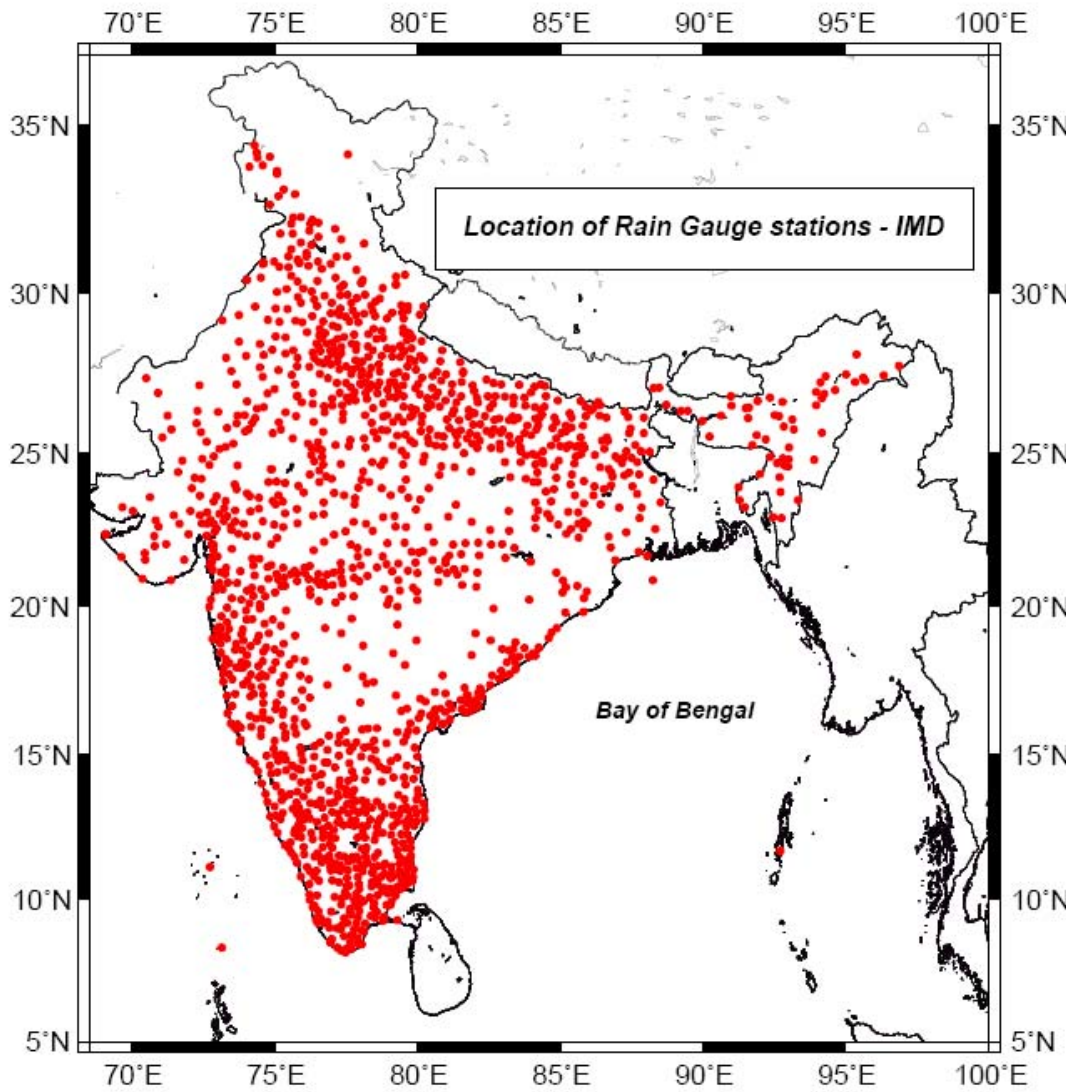 70°E 75°E 80°E 85°E 90°E 95°E 100°E
35°N 35°N
Location of Rain Gauge stations - IMD
30°N 30°N
25°N 25°N
20°N 20°N
Bay of Bengal
15°N 15°N
10°N 10°N
5°N 5°N
70°E 75°E 80°E 85°E 90°E 95°E 100°E